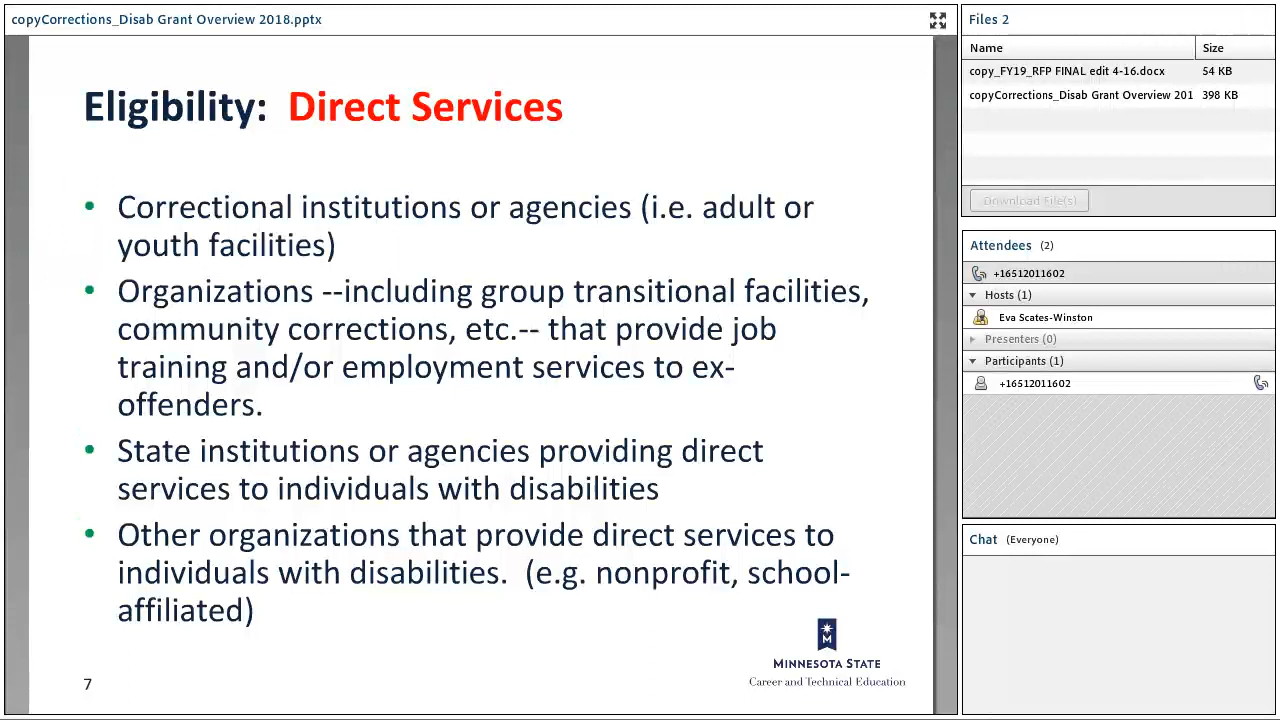 copyCorrections_Disab Grant Overview 2018.pptx
Eligibility: Direct Services
• Correctional institutions or agencies (i.e. adult or
youth facilities)
• Organizations --including group transitional facilities,
community corrections, etc.-- that provide job
training and/or employment services to ex-
offenders.
• State institutions or agencies providing direct
services to individuals with disabilities
• Other organizations that provide direct services to
individuals with disabilities. (e.g. nonprofit, school-
affiliated)
M
MINNESOTA STATE
Career and Technical Education
7
Files 2
Name Size
copy_FY19_RFP FINAL edit 4-16.docx 54 KB
copyCorrections_Disab Grant Overview 201 398 KB
Download File(s)
Attendees (2)
+16512011602
Hosts (1)
Eva Scates-Winston
Presenters (0)
Participants (1)
+16512011602
Chat (Everyone)